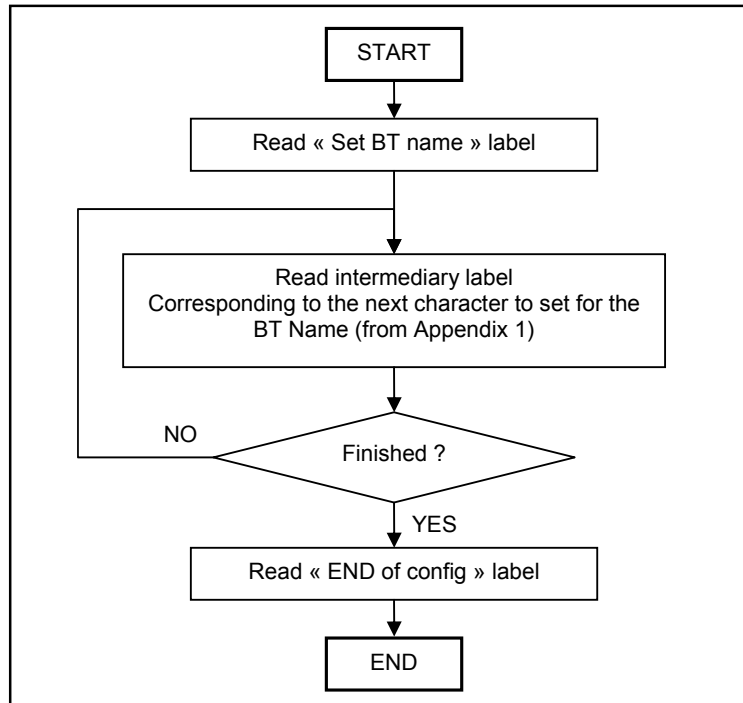 START
Read « Set BT name » label
Read intermediary label
Corresponding to the next character to set for the
BT Name (from Appendix 1)
NO
Finished ?
YES
Read « END of config » label
END